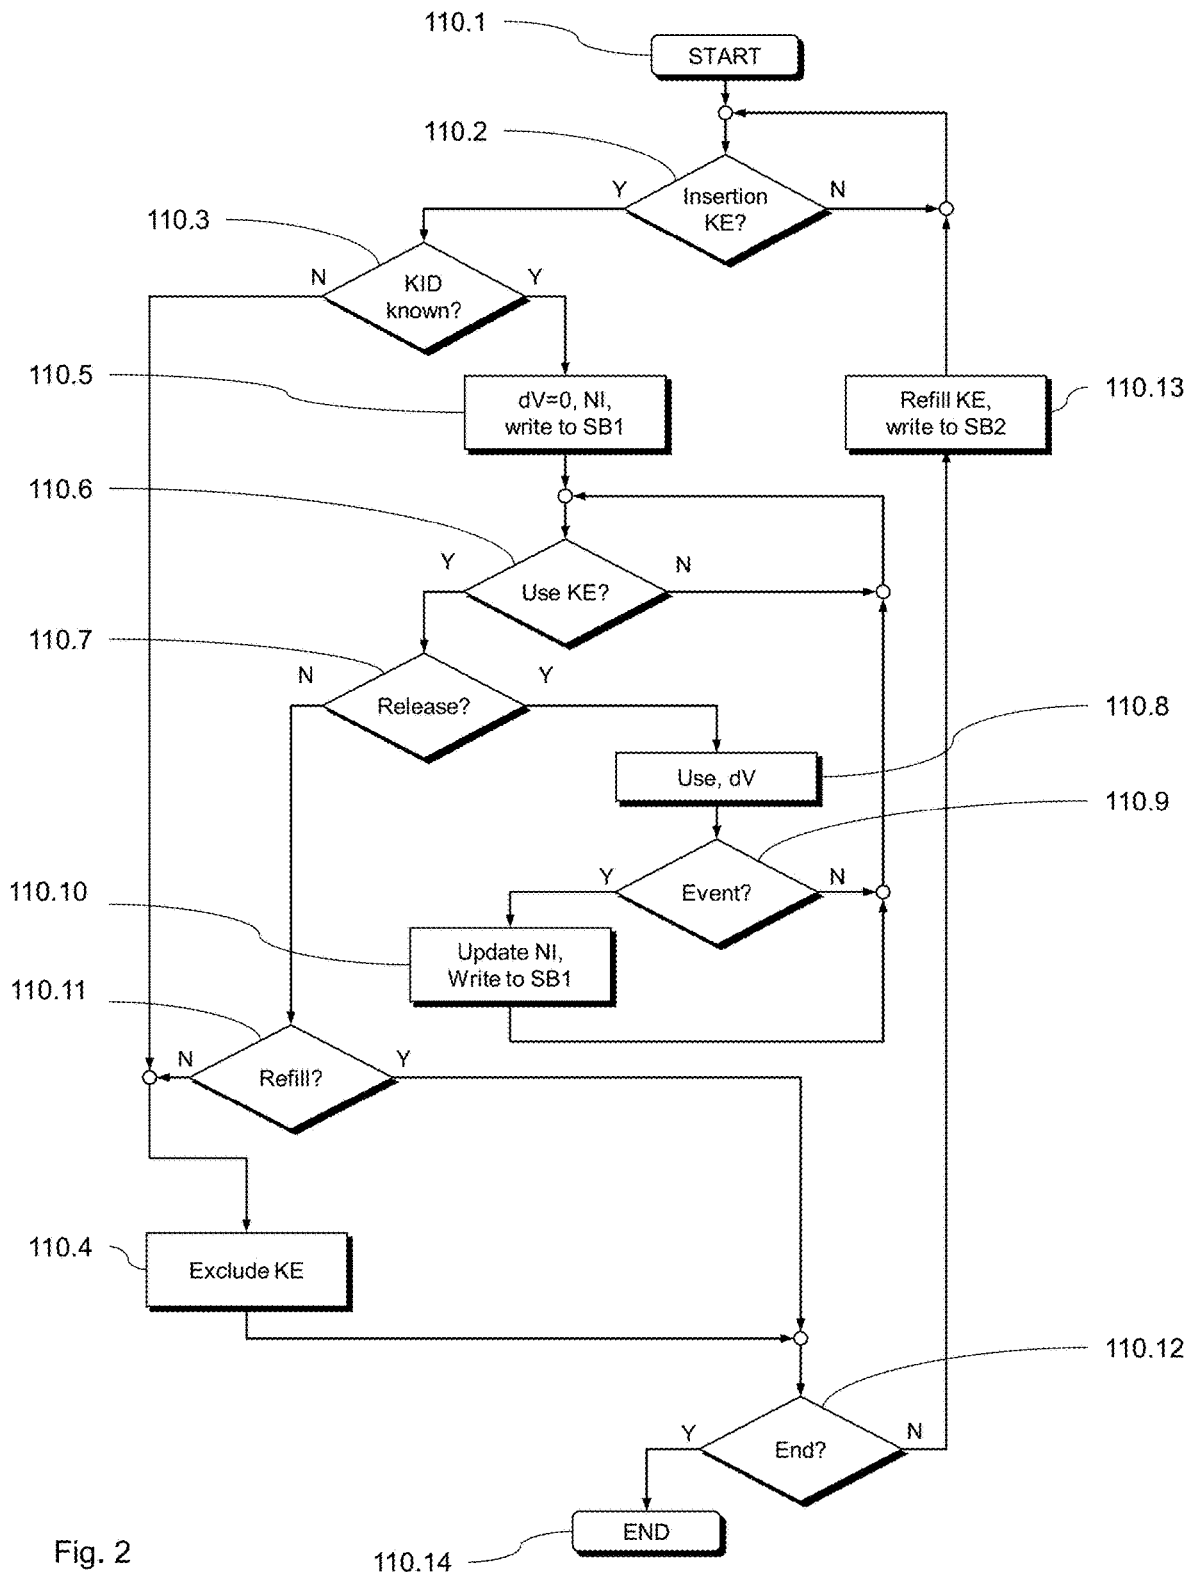 110.1
START
110.2
Y
Insertion
KE?
N
110.3
N
KID
known?
Y
110.5
dV=0, NI,
write to SB1
Refill KE,
write to SB2
110.13
110.6
Y
Use KE?
N
110.7
N
Release?
Y
110.8
Use, dV
110.9
Y
Event?
N
110.10
Update NI,
Write to SB1
110.11
N
Refill?
Y
110.4
Exclude KE
110.12
Y
End?
N
END
110.14
Fig. 2